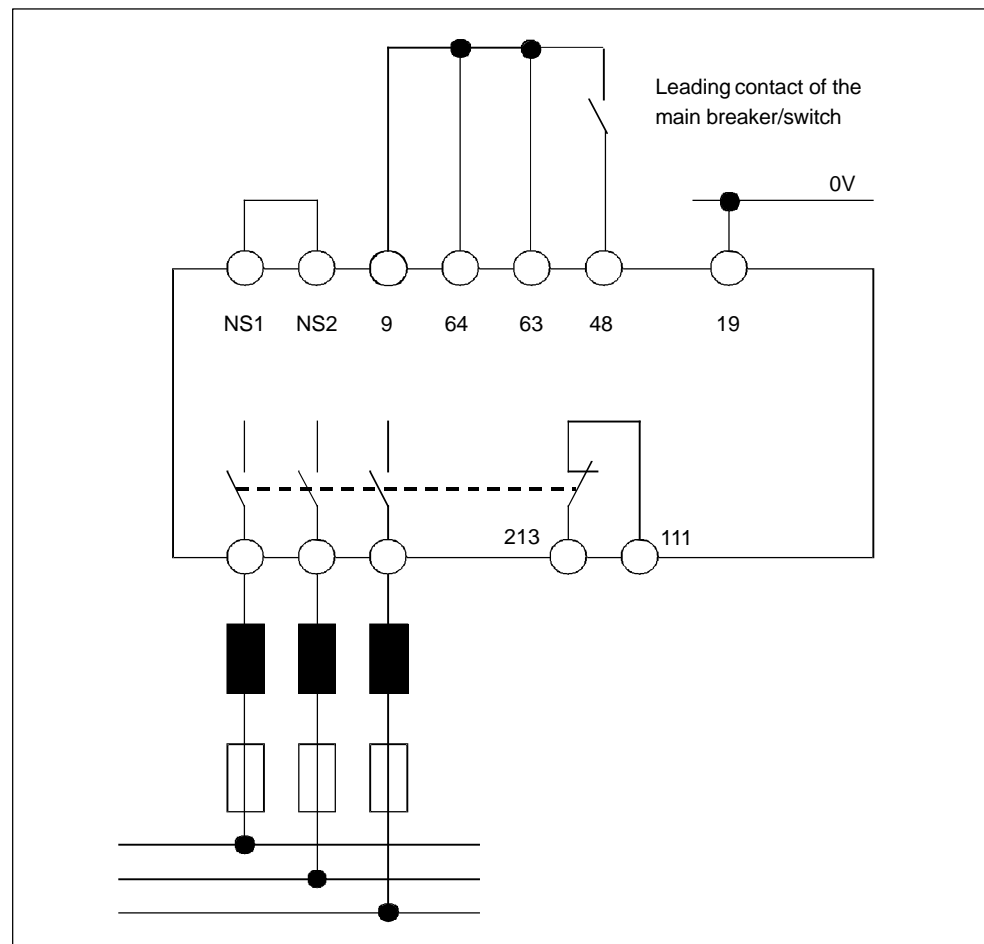 Leading contact of the
main breaker/switch
0V
NS1 NS2 9 64 63 48 19
213 111